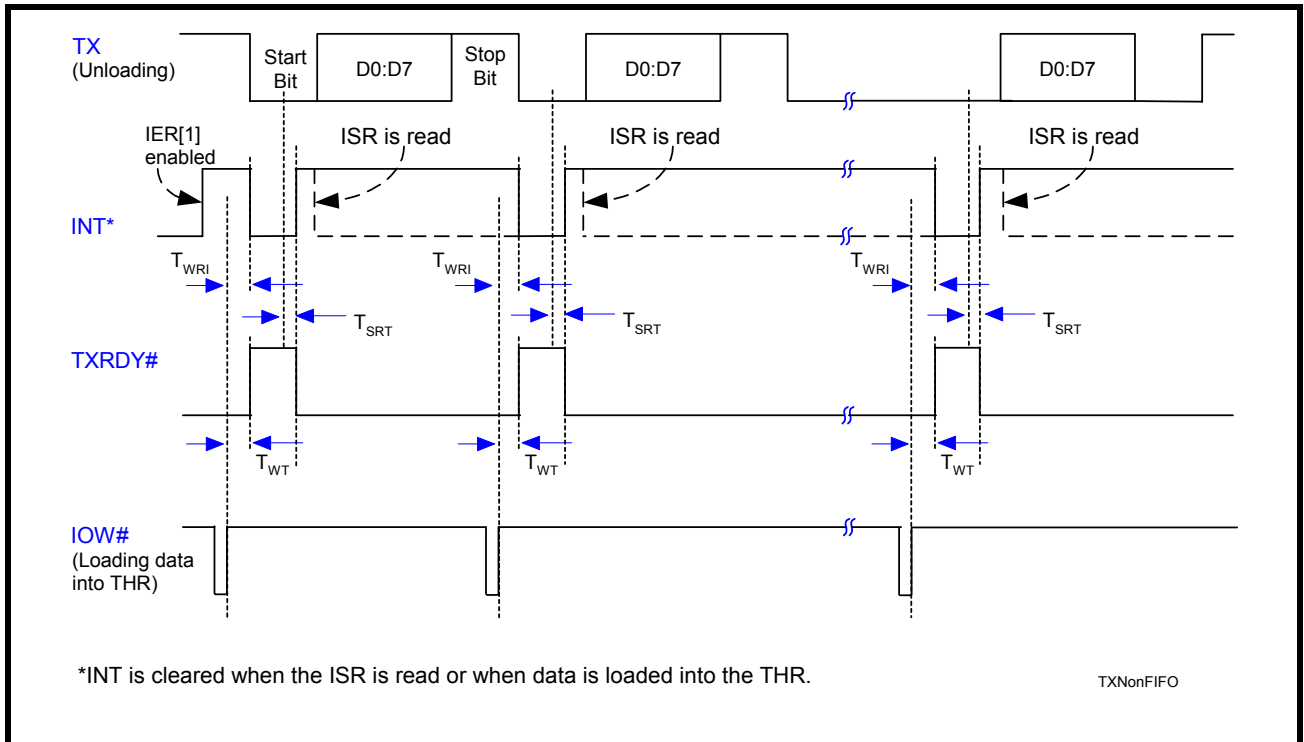 TX
(Unloading)
Start
Bit
D0:D7
Stop
Bit
D0:D7
D0:D7
IER[1]
enabled
ISR is read
ISR is read
ISR is read
INT*
TWRI
TWRI
TWRI
TSRT
TSRT
TSRT
TXRDY#
TWT
TWT
TWT
IOW#
(Loading data
into THR)
*INT is cleared when the ISR is read or when data is loaded into the THR.
TXNonFIFO